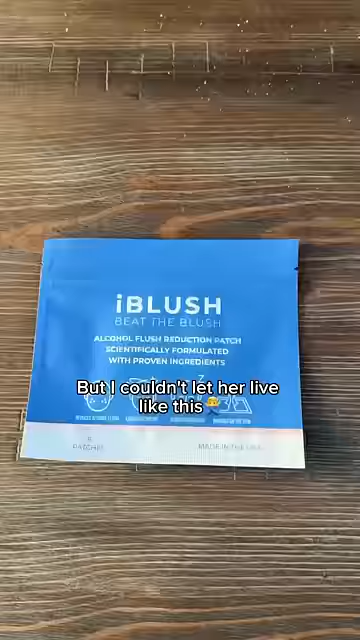 iBLUSH
BEAT THE BLUSH
ALCOHOL FLUSH REDUCTION PATCH
SCIENTIFICALLY FORMULATED
WITH PROVEN INGREDIENTS
But I couldn't let her live
like this
PATCHES
MADE IN THE USA